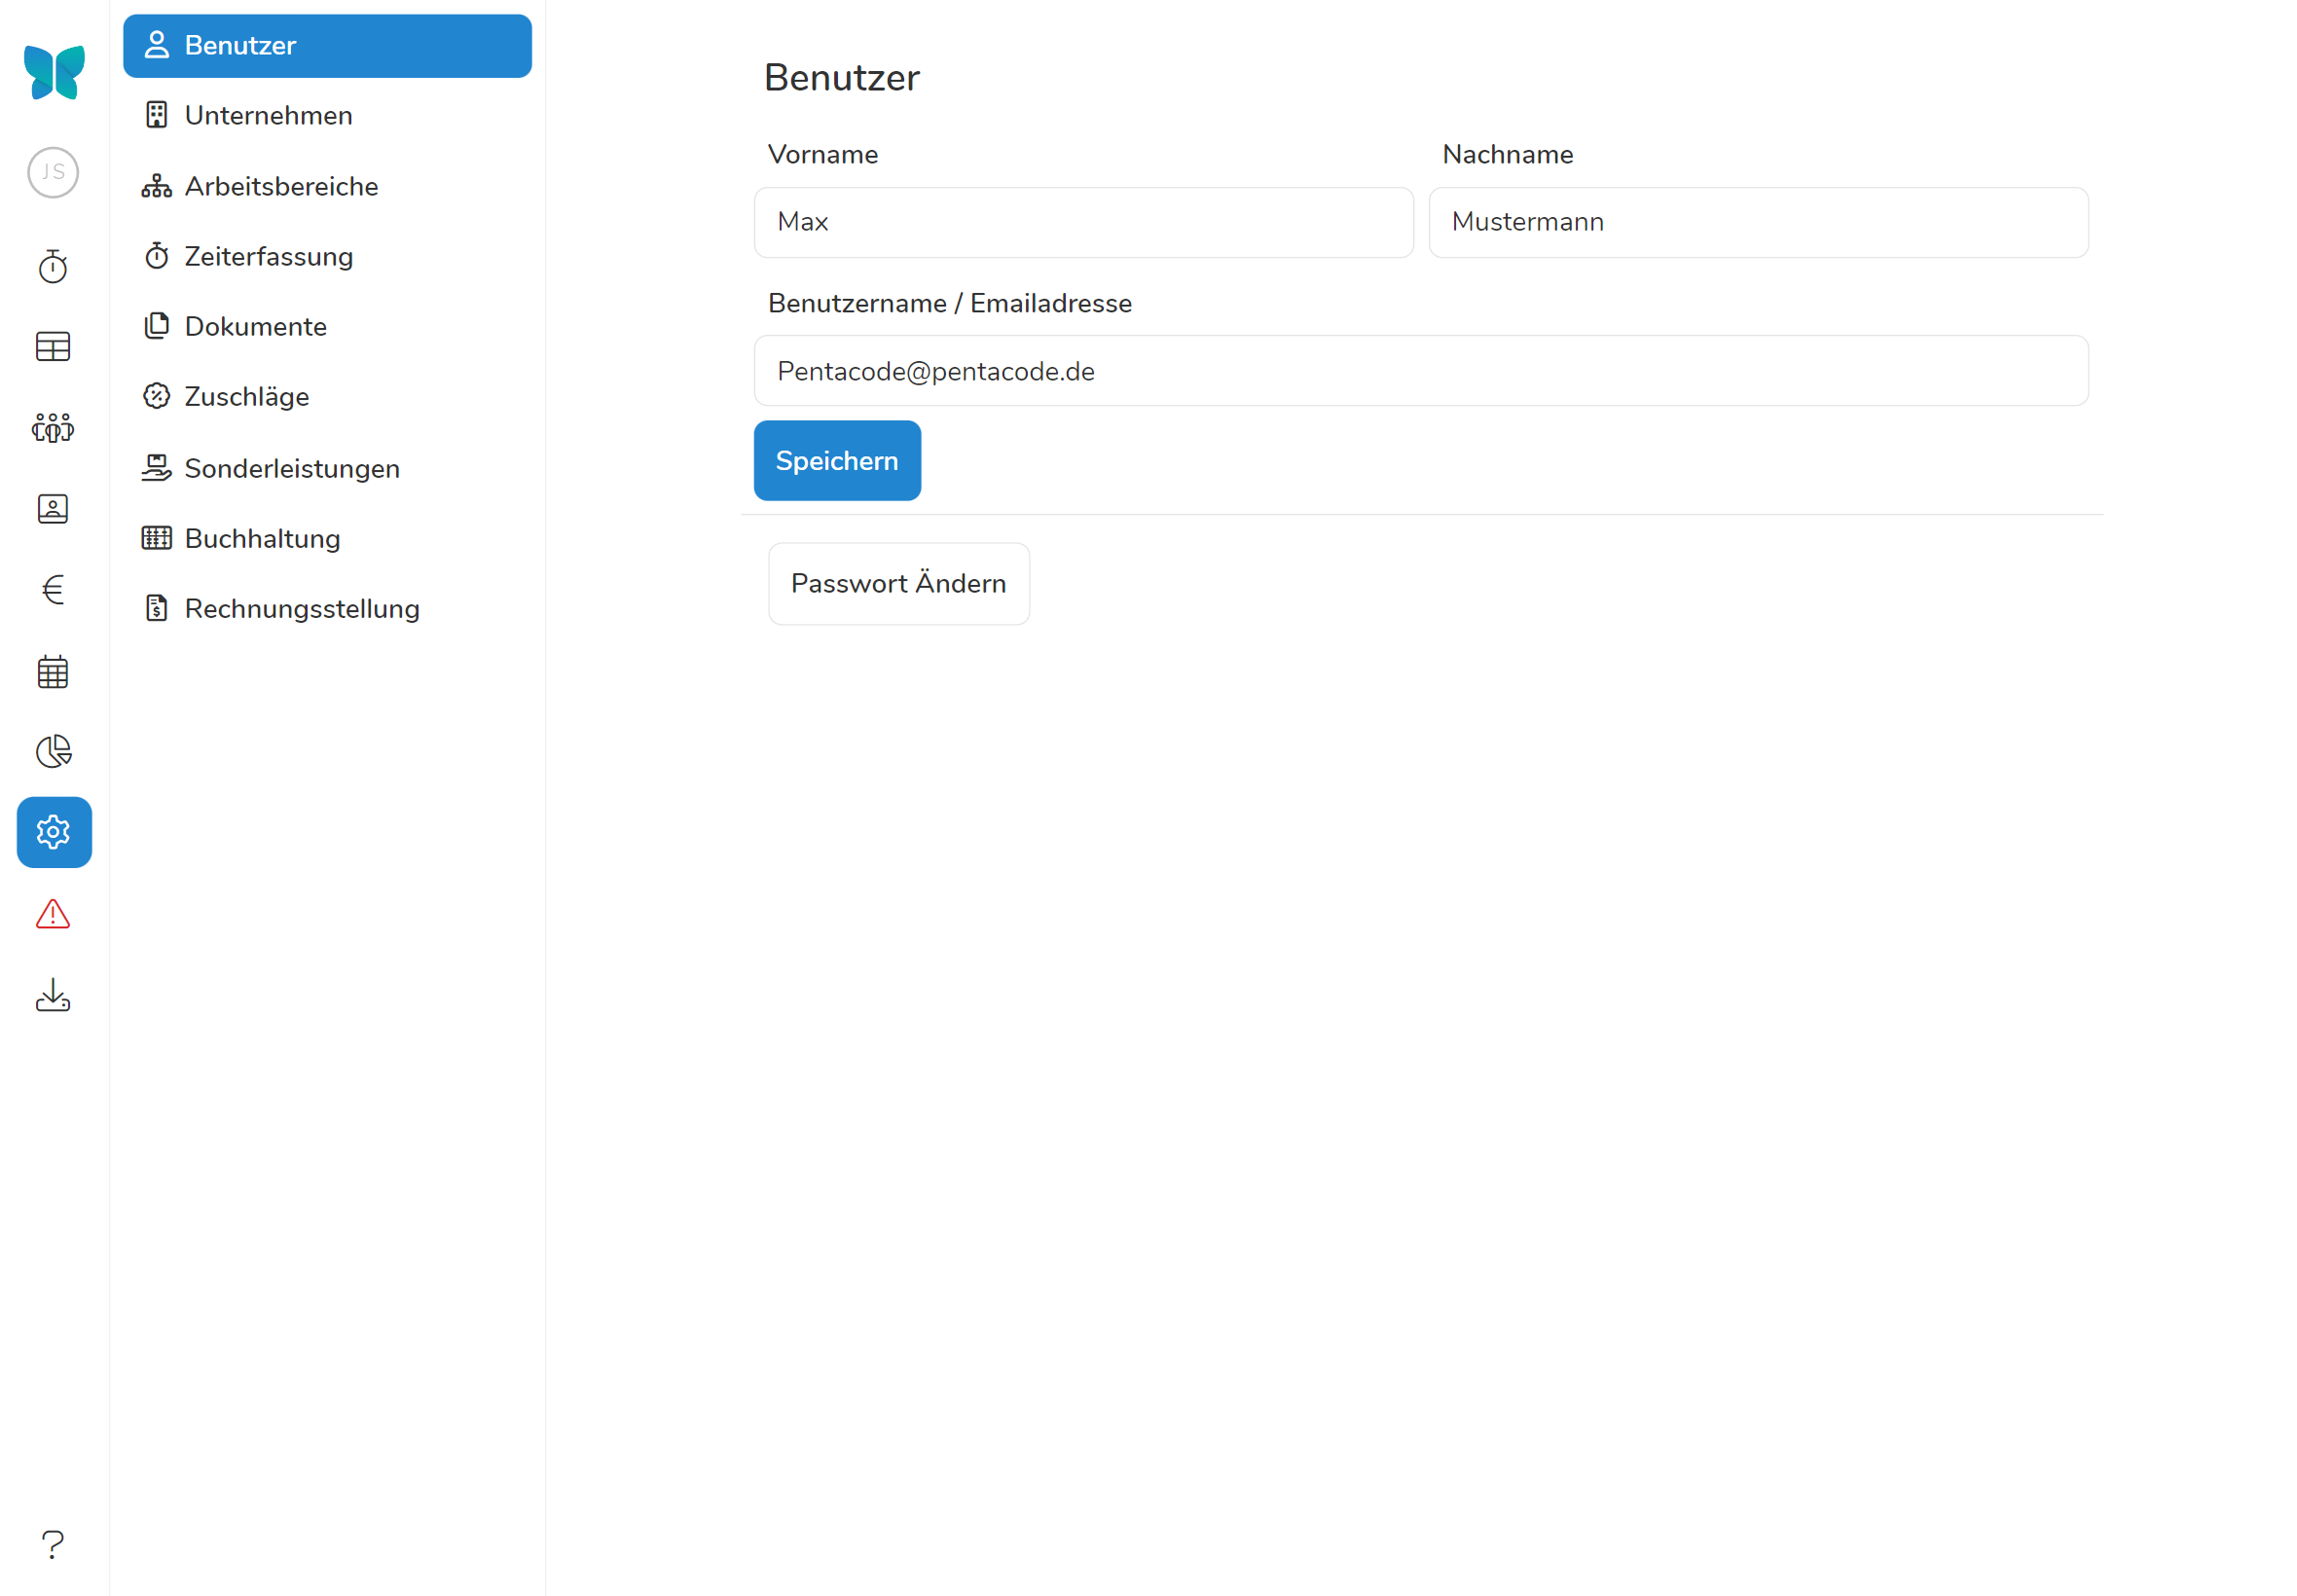 JS
Benutzer
Unternehmen
Arbeitsbereiche
Zeiterfassung
Dokumente
Zuschläge
Sonderleistungen
Buchhaltung
Rechnungsstellung
Benutzer
Vorname
Nachname
Max
Mustermann
Benutzername / Emailadresse
Pentacode@pentacode.de
Speichern
Passwort Ändern